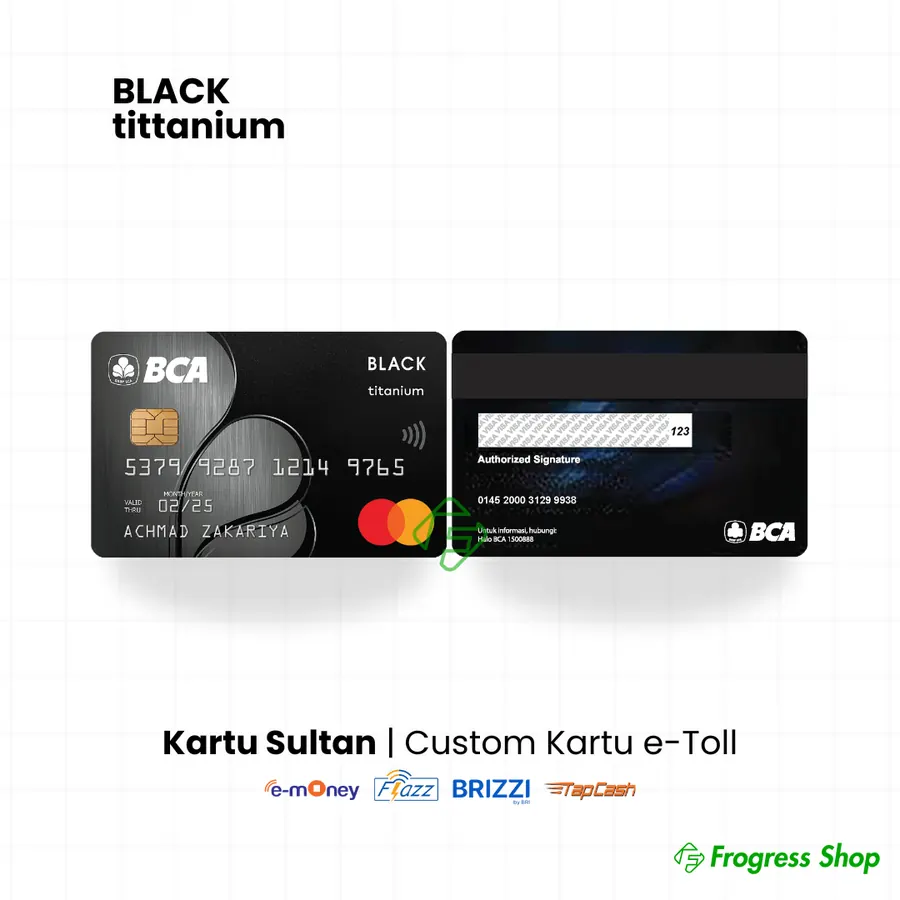 BLACK
tittanium
BCA
BLACK
titanium
5379 9287 1214 9765
MONTH/YEAR
VALID THRU 02/25
ACHMAD ZAKARIYA
123
Authorized Signature
0145 2000 3129 9938
Untuk informasi, hubungi:
Halo BCA 1500888
BCA
Kartu Sultan | Custom Kartu e-Toll
e-money Flazz BRIZZI TapCash
by BRI
Frogress Shop